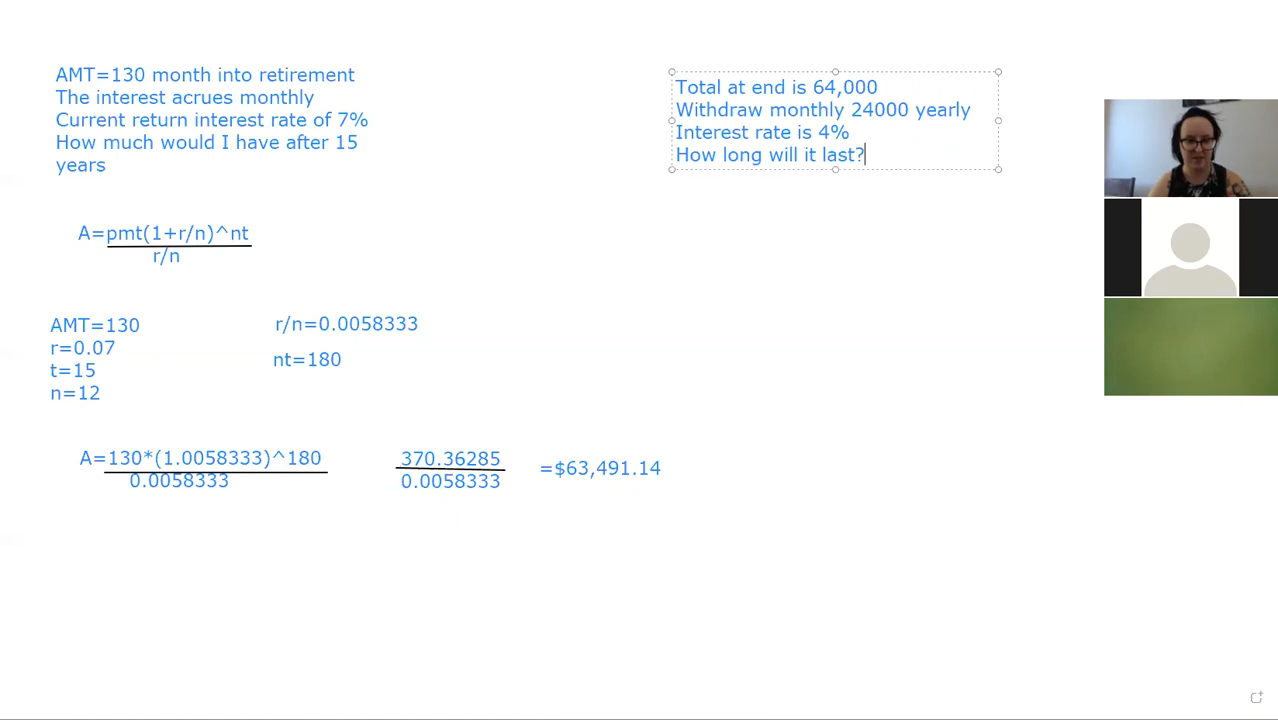 AMT=130 month into retirement
The interest acrues monthly
Current return interest rate of 7%
How much would I have after 15
years
Total at end is 64,000
Withdraw monthly 24000 yearly
Interest rate is 4%
How long will it last?
A=pmt(1+r/n)^nt
r/n
AMT=130
r=0.07
t=15
n=12
r/n=0.0058333
nt=180
A=130*(1.0058333)^180
0.0058333
370.36285
0.0058333
=$63,491.14